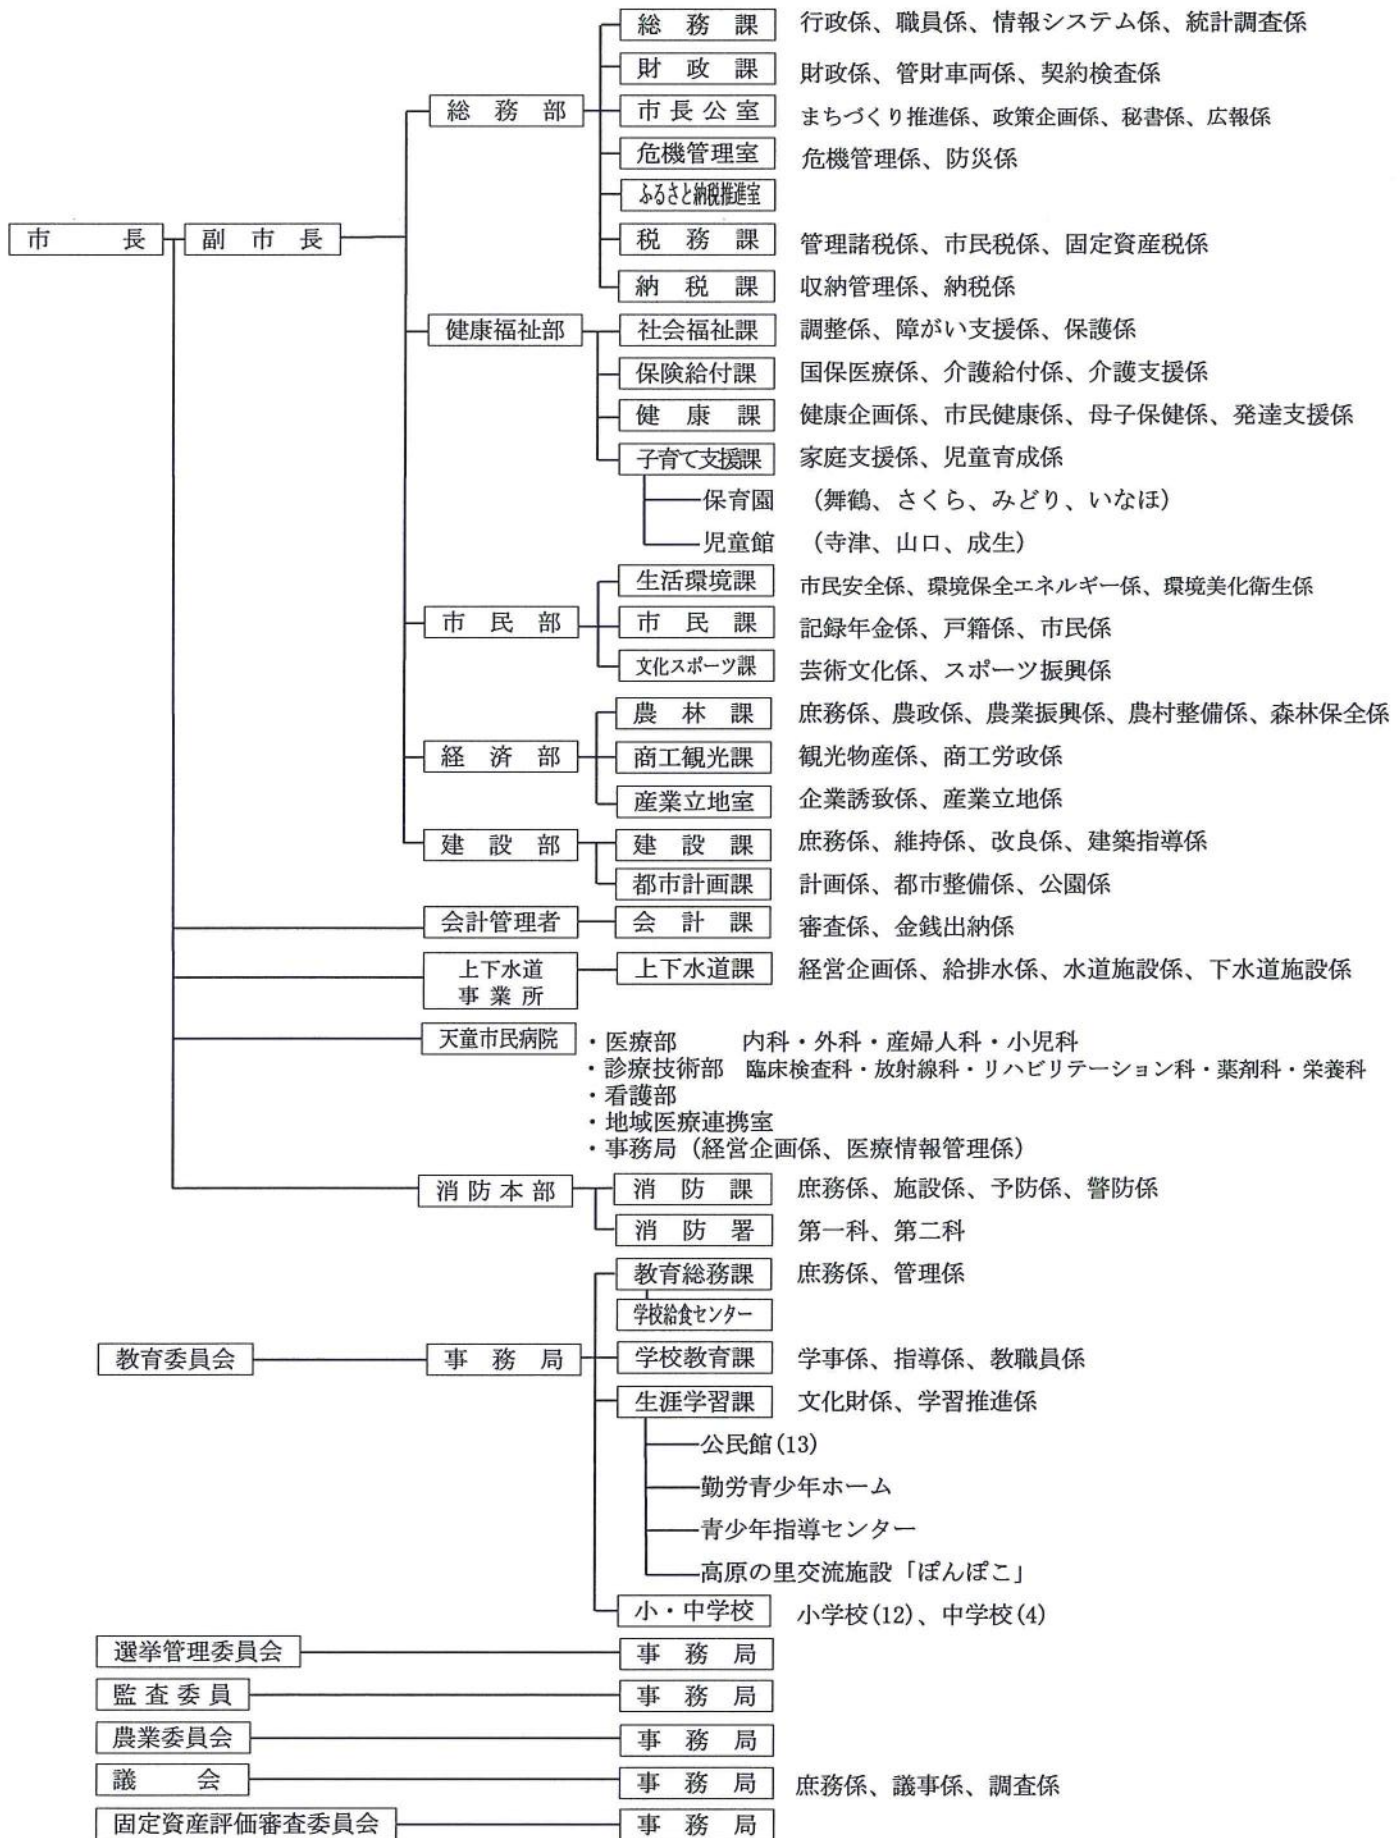 総務課 行政係、職員係、情報システム係、統計調査係
財政課 財政係、管財車両係、契約検査係
総務部 市長公室 まちづくり推進係、政策企画係、秘書係、広報係
危機管理室 危機管理係、防災係
ふるさと納税推進室
市長 副市長 税務課 管理諸税係、市民税係、固定資産税係
納税課 収納管理係、納税係
健康福祉部 社会福祉課 調整係、障がい支援係、保護係
保険給付課 国保医療係、介護給付係、介護支援係
健康課 健康企画係、市民健康係、母子保健係、発達支援係
子育て支援課 家庭支援係、児童育成係
保育園 （舞鶴、さくら、みどり、いなほ）
児童館 （寺津、山口、成生）
生活環境課 市民安全係、環境保全エネルギー係、環境美化衛生係
市民部 市民課 記録年金係、戸籍係、市民係
文化スポーツ課 芸術文化係、スポーツ振興係
農林課 庶務係、農政係、農業振興係、農村整備係、森林保全係
経済部 商工観光課 観光物産係、商工労政係
産業立地室 企業誘致係、産業立地係
建設部 建設課 庶務係、維持係、改良係、建築指導係
都市計画課 計画係、都市整備係、公園係
会計管理者 会計課 審査係、金銭出納係
上下水道 上下水道課 経営企画係、給排水係、水道施設係、下水道施設係
事業所
天童市民病院 ・医療部 内科・外科・産婦人科・小児科
・診療技術部 臨床検査科・放射線科・リハビリテーション科・薬剤科・栄養科
・看護部
・地域医療連携室
・事務局（経営企画係、医療情報管理係）
消防本部 消防課 庶務係、施設係、予防係、警防係
消防署 第一科、第二科
教育総務課 庶務係、管理係
学校給食センター
教育委員会 事務局 学校教育課 学事係、指導係、教職員係
生涯学習課 文化財係、学習推進係
公民館(13)
勤労青少年ホーム
青少年指導センター
高原の里交流施設「ぽんぽこ」
小・中学校 小学校(12)、中学校(4)
選挙管理委員会 事務局
監査委員 事務局
農業委員会 事務局
議会 事務局 庶務係、議事係、調査係
固定資産評価審査委員会 事務局